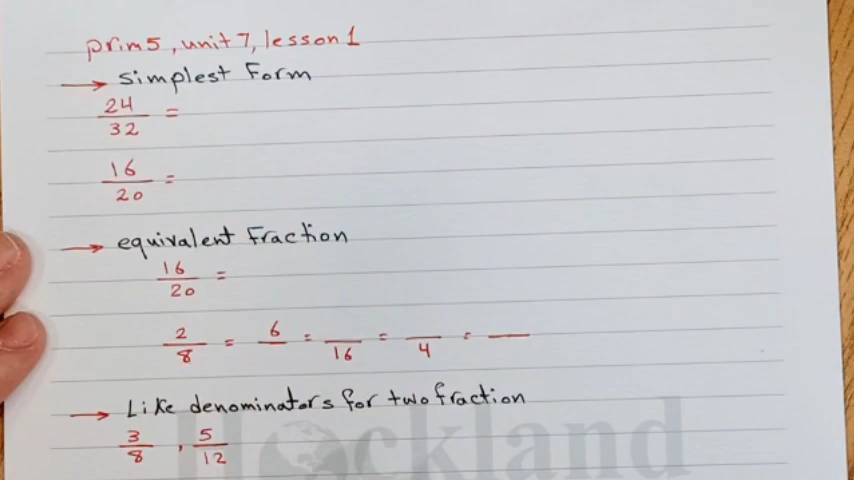 prim5, unit 7, lesson 1
→ simplest Form
24/32 =
16/20 =
→ equivalent Fraction
16/20 =
2/8 = 6/ = /16 = /4 = /
→ Like denominators for two fraction
3/8 , 5/12
Hockland